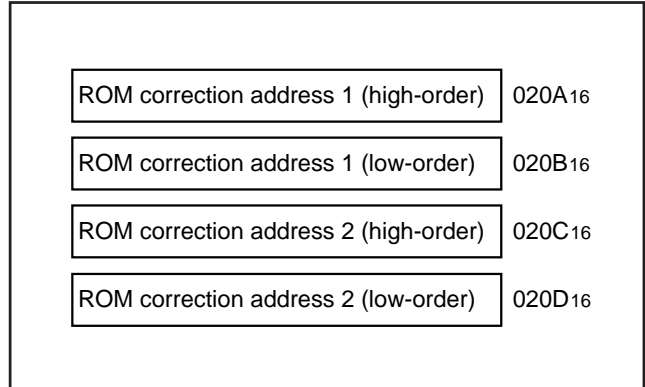 ROM correction address 1 (high-order) 020A16
ROM correction address 1 (low-order) 020B16
ROM correction address 2 (high-order) 020C16
ROM correction address 2 (low-order) 020D16